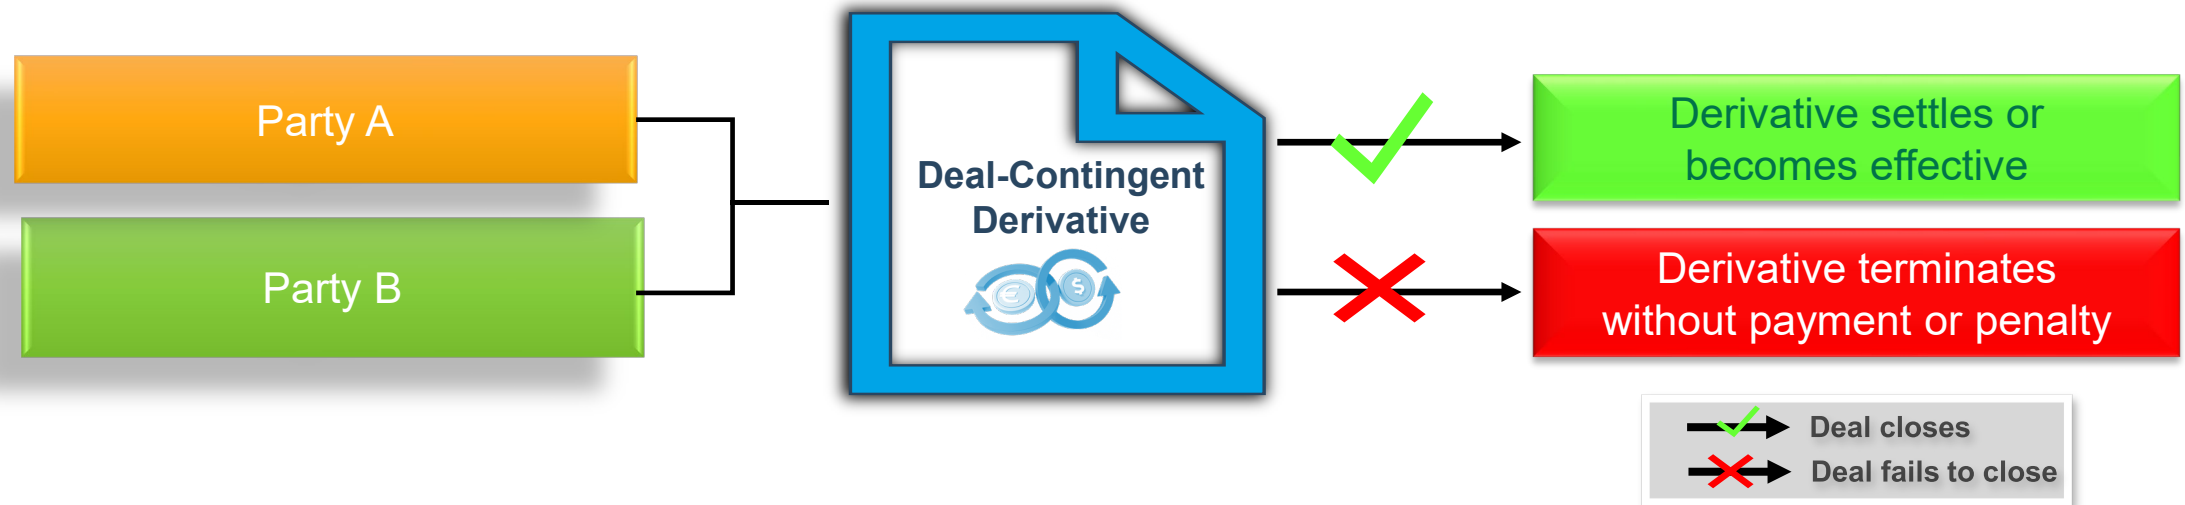 Party A
Party B
Deal-Contingent
Derivative
€
$
Derivative settles or
becomes effective
Derivative terminates
without payment or penalty
Deal closes
Deal fails to close